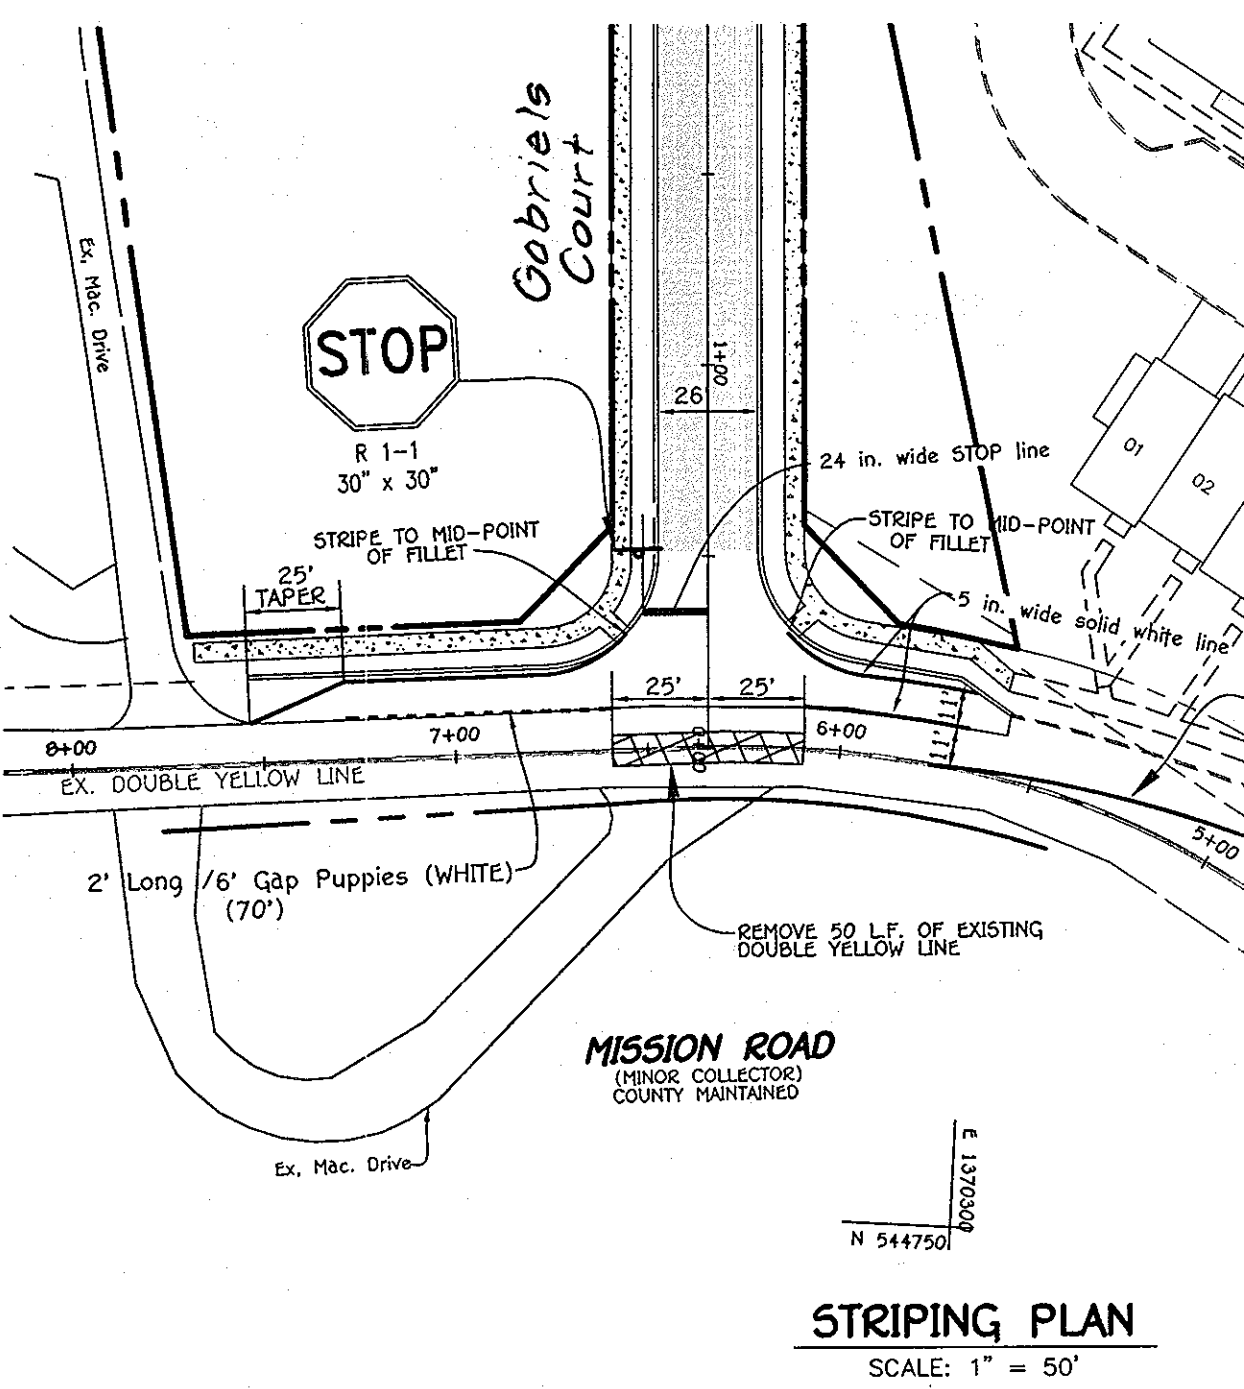 Gabriels
Court
Ex. Mac. Drive
STOP
R 1-1
30" x 30"
1+00
26'
24 in. wide STOP line
01
02
STRIPE TO MID-POINT
OF FILLET
STRIPE TO MID-POINT
OF FILLET
25'
TAPER
5 in. wide solid white line
25'
25'
11'
11'
8+00
7+00
6+00
5+00
EX. DOUBLE YELLOW LINE
2' Long /6' Gap Puppies (WHITE)
(70')
REMOVE 50 L.F. OF EXISTING
DOUBLE YELLOW LINE
MISSION ROAD
(MINOR COLLECTOR)
COUNTY MAINTAINED
Ex. Mac. Drive
E 1370300
N 544750
STRIPING PLAN
SCALE: 1" = 50'